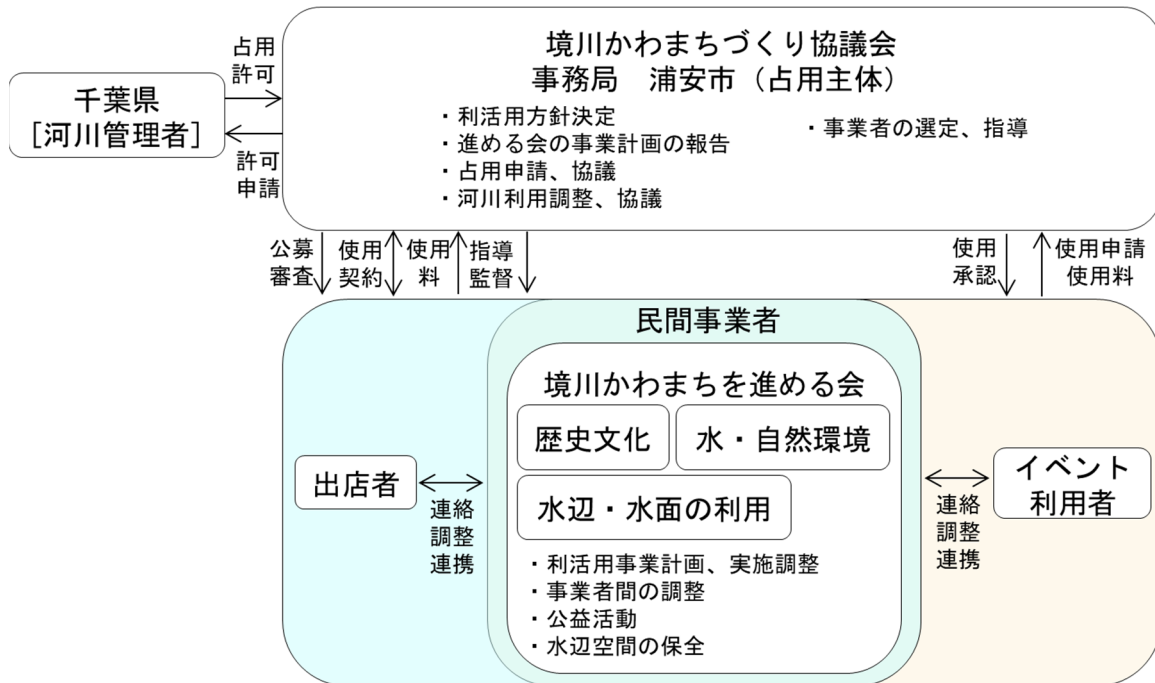 境川かわまちづくり協議会
事務局　浦安市（占用主体）
・利活用方針決定
・進める会の事業計画の報告
・占用申請、協議
・河川利用調整、協議
・事業者の選定、指導
占用
許可
千葉県
［河川管理者］
許可
申請
公募
審査
使用
契約
使用
料
指導
監督
使用
承認
使用申請
使用料
民間事業者
境川かわまちを進める会
歴史文化
水・自然環境
水辺・水面の利用
・利活用事業計画、実施調整
・事業者間の調整
・公益活動
・水辺空間の保全
出店者
連絡
調整
連携
イベント
利用者
連絡
調整
連携